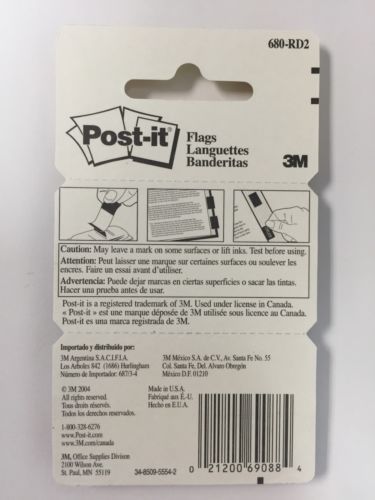 680-RD2
Post-it®
Flags
Languettes
Banderitas
3M
Caution: May leave a mark on some surfaces or lift inks. Test before using.
Attention: Peut laisser une marque sur certaines surfaces ou soulever les
encres. Faire un essai avant d'utiliser.
Advertencia: Puede dejar marcas en ciertas superficies o sacar las tintas.
Hacer una prueba antes de usar.
Post-it is a registered trademark of 3M. Used under license in Canada.
« Post-it » est une marque déposée de 3M utilisée sous licence au Canada.
Post-it es una marca registrada de 3M.
Importado y distribuido por:
3M Argentina S.A.C.I.F.I.A.
Los Arboles 842 (1686) Hurlingham
Número de Importador: 687/3-4
3M México S.A. de C.V., Av. Santa Fe No. 55
Col. Santa Fe, Del. Alvaro Obregón
México D.F. 01210
© 3M 2004
All rights reserved.
Tous droits réservés.
Todos los derechos reservados.
Made in U.S.A.
Fabriqué aux É.-U.
Hecho en E.U.A.
1-800-328-6276
www.Post-it.com
www.3M.com/canada
3M, Office Supplies Divison
2100 Wilson Ave.
St. Paul, MN 55119
34-8509-5554-2
0 21200 69088 4